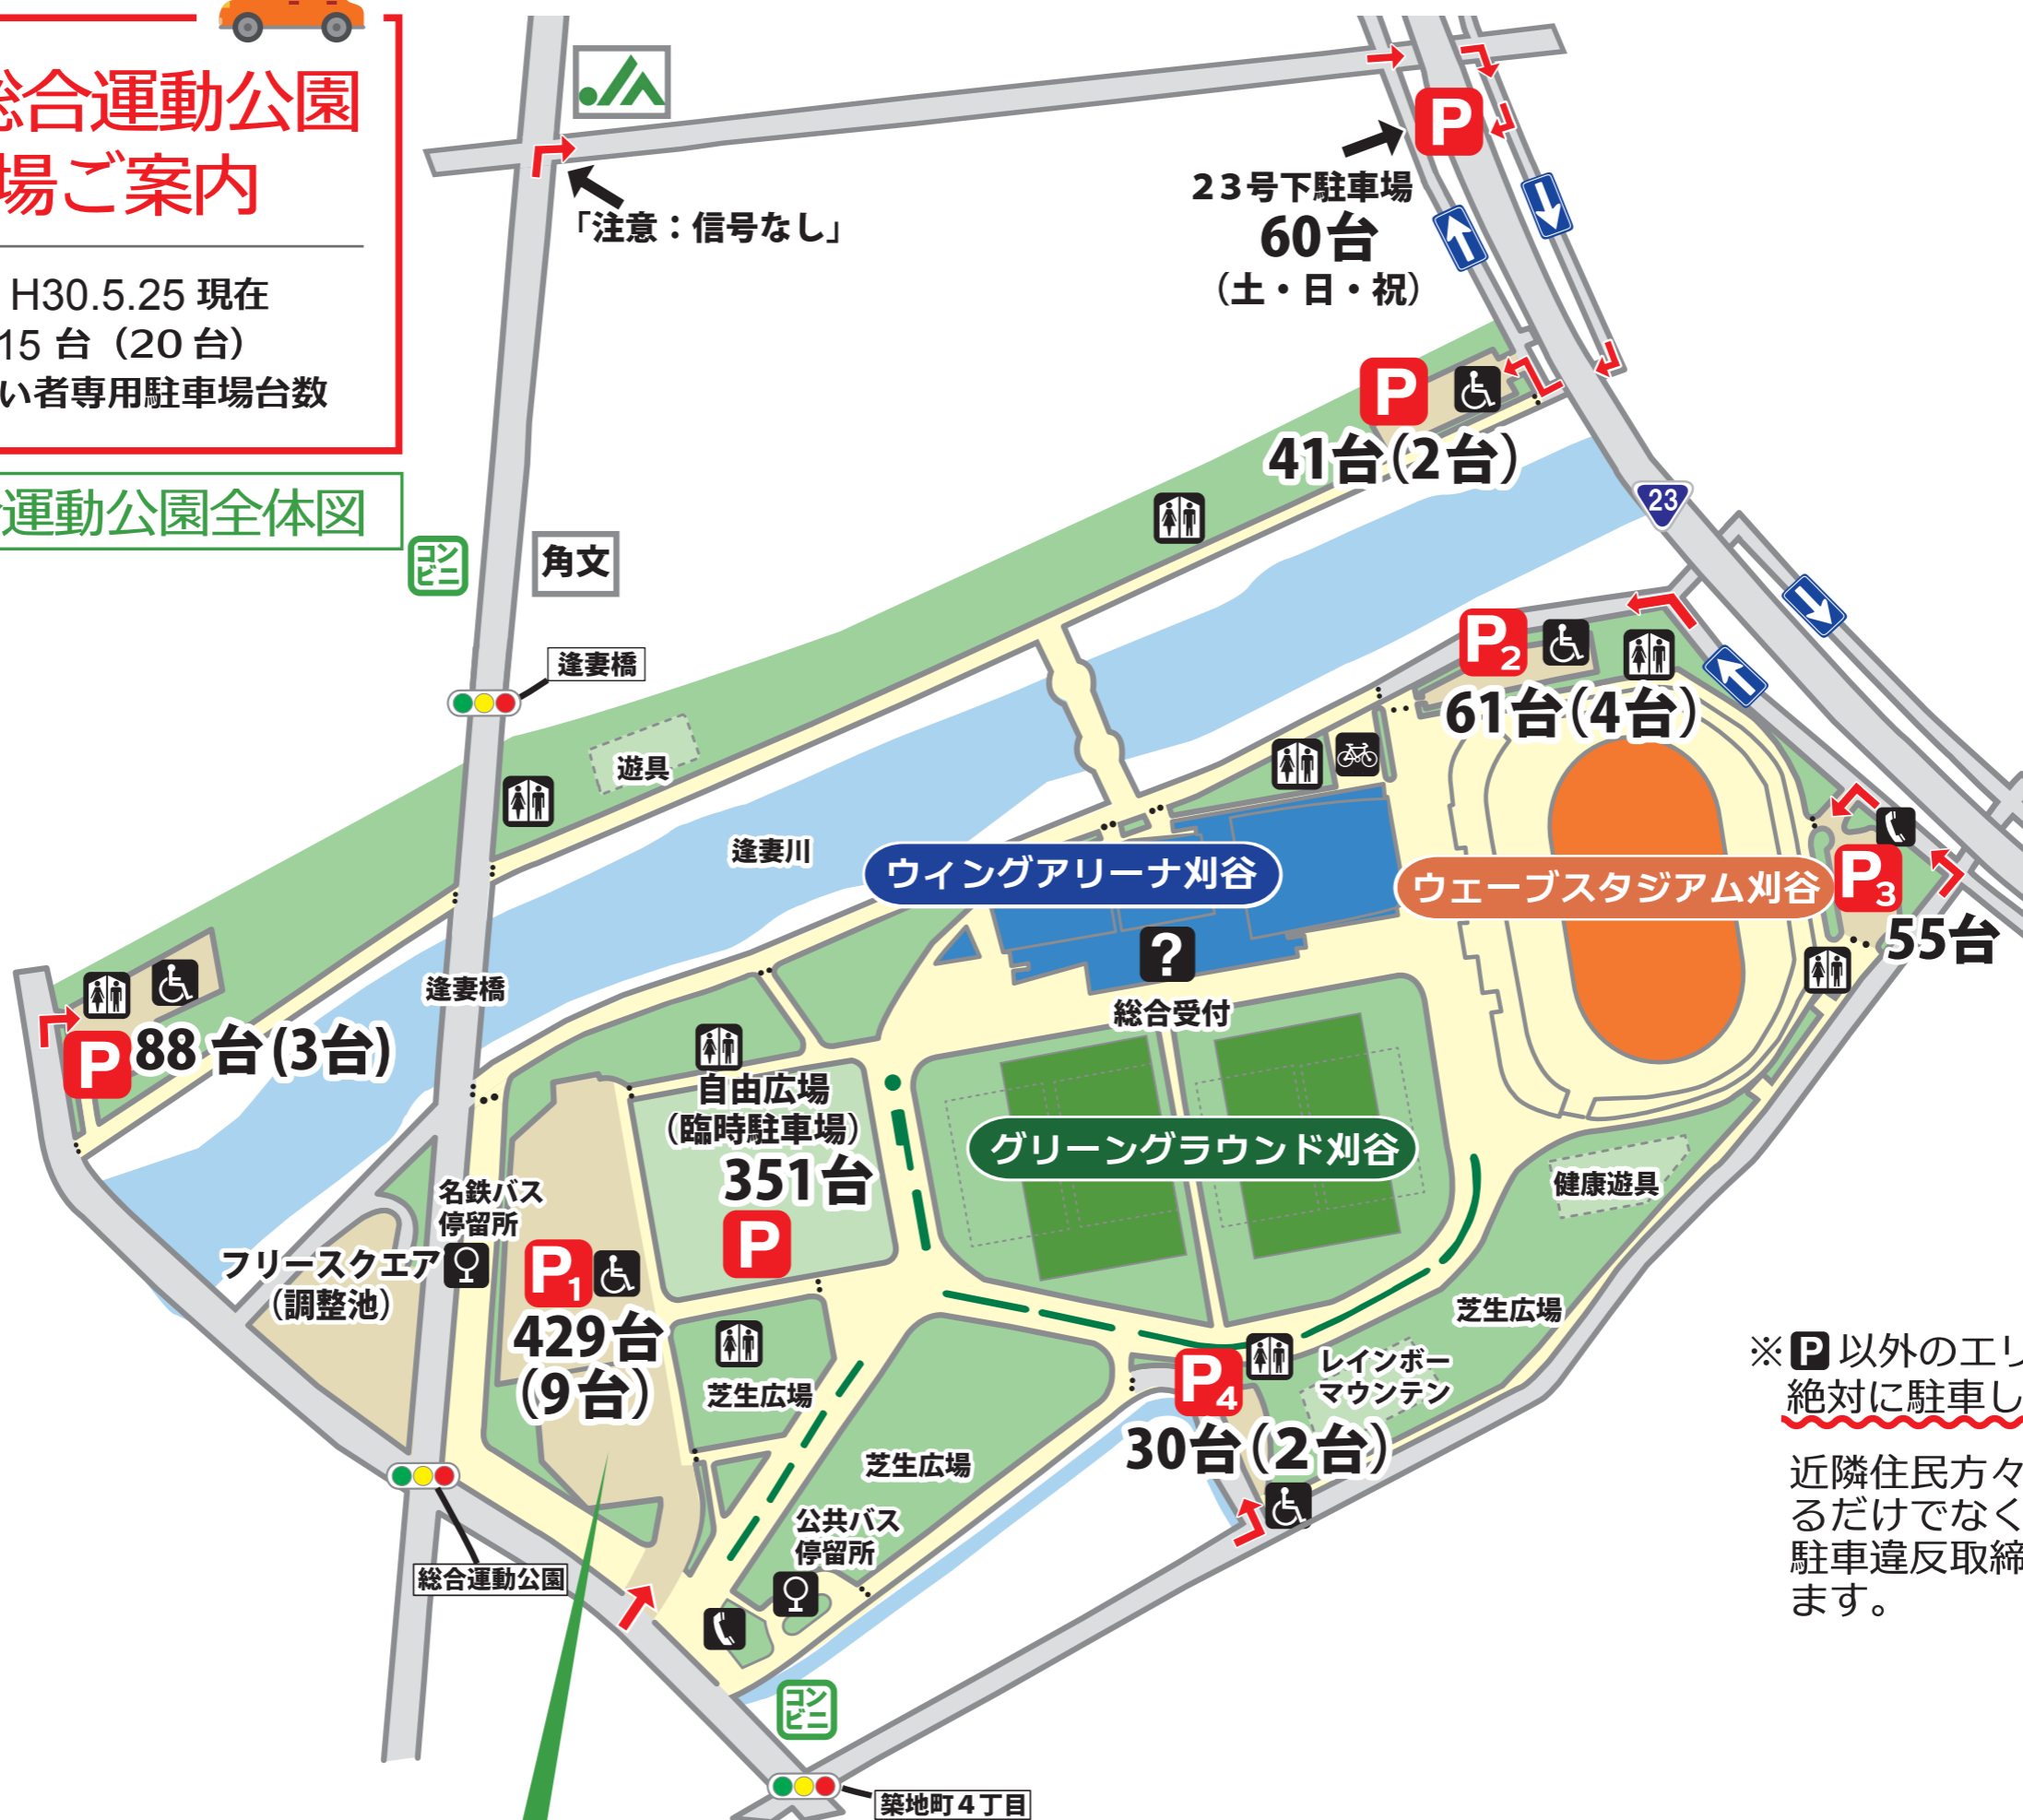 総合運動公園
場ご案内
H30.5.25 現在
15 台（20 台）
い者専用駐車場台数
運動公園全体図
「注意：信号なし」
P
23号下駐車場
60台
（土・日・祝）
P
41台（2台）
23
コン
ビニ
角文
逢妻橋
遊具
逢妻川
P2
61台（4台）
ウィングアリーナ刈谷
ウェーブスタジアム刈谷
P3
55台
?
総合受付
逢妻橋
P
88 台 (3台)
自由広場
（臨時駐車場）
351台
P
グリーングラウンド刈谷
健康遊具
名鉄バス
停留所
フリースクエア
（調整池）
P1
429台
（9台）
芝生広場
芝生広場
芝生広場
レインボー
マウンテン
P4
30台（2台）
公共バス
停留所
総合運動公園
コン
ビニ
築地町４丁目
※P 以外のエリ
絶対に駐車し
近隣住民方々
るだけでなく
駐車違反取締
ます。